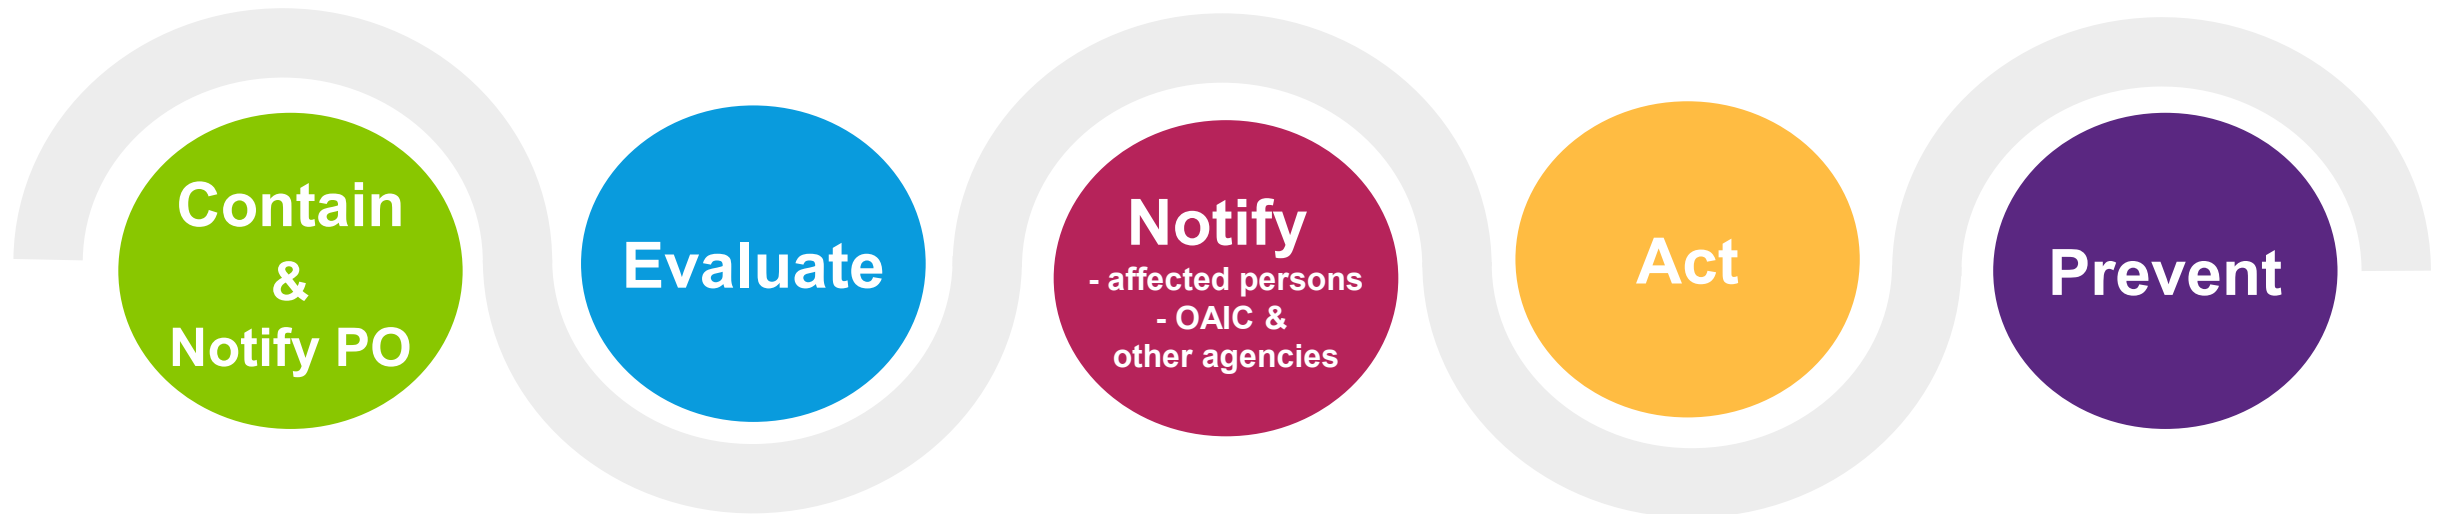 Contain
&
Notify PO
Evaluate
Notify
- affected persons
- OAIC &
other agencies
Act
Prevent